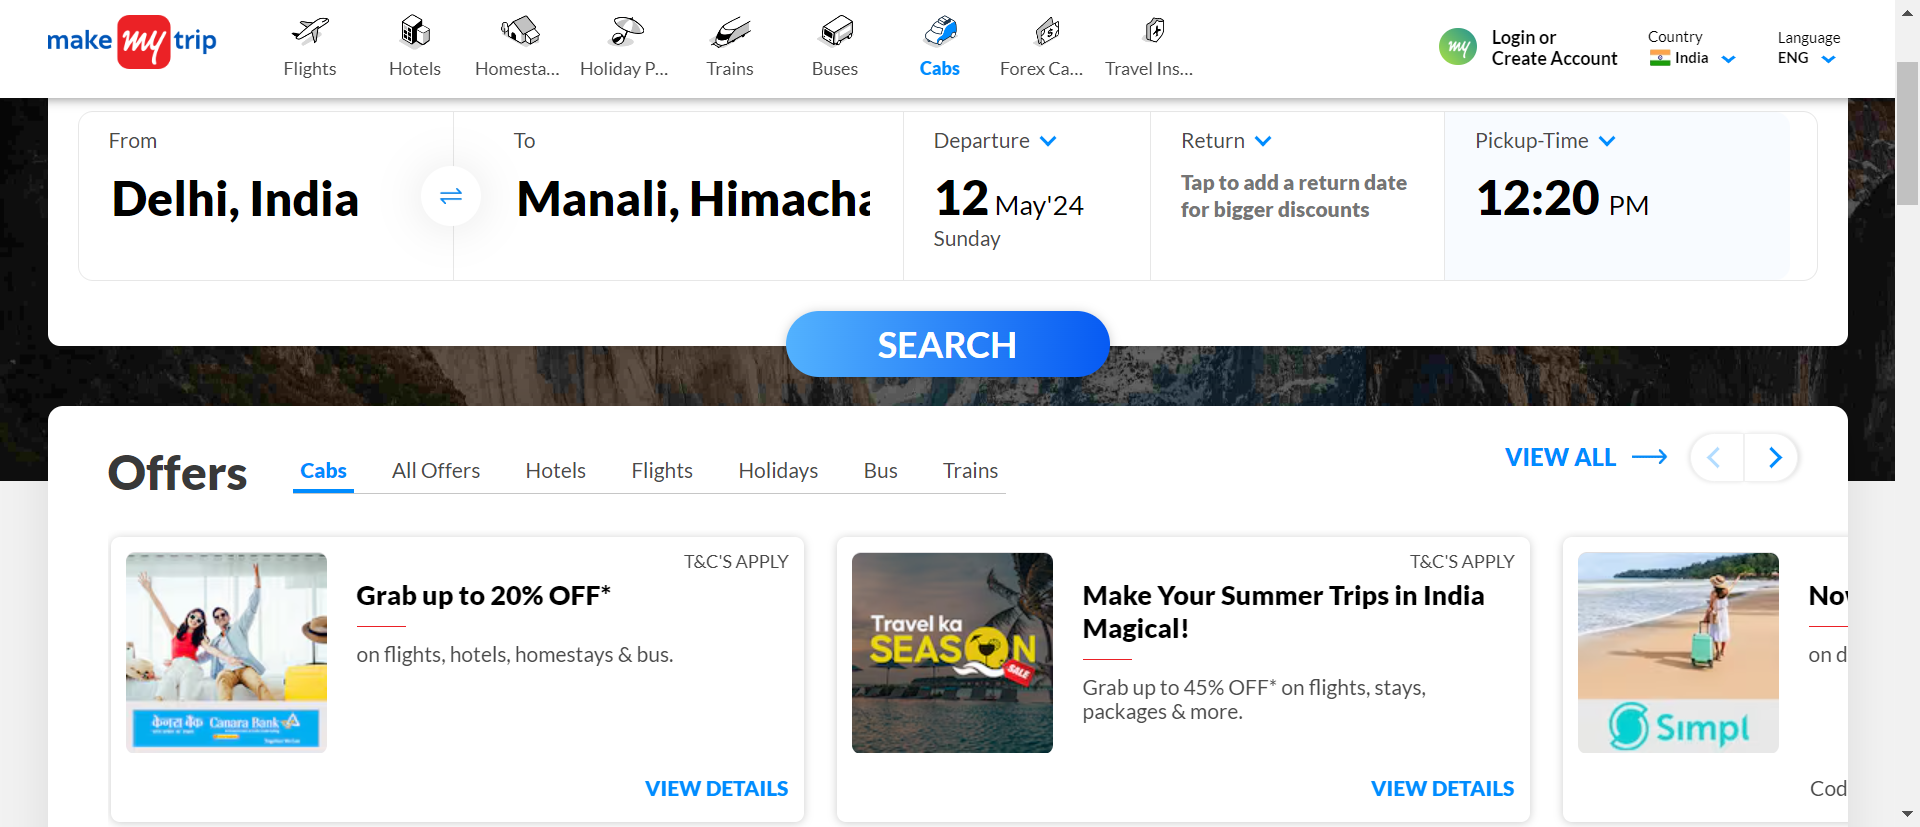 make my trip
Flights
Hotels
Homesta...
Holiday P...
Trains
Buses
Cabs
Forex Ca...
Travel Ins...
my
Login or
Create Account
Country
India
Language
ENG
From
Delhi, India
To
Manali, Himacha
Departure
12 May'24
Sunday
Return
Tap to add a return date
for bigger discounts
Pickup-Time
12:20 PM
SEARCH
Offers
Cabs
All Offers
Hotels
Flights
Holidays
Bus
Trains
VIEW ALL
T&C'S APPLY
Grab up to 20% OFF*
on flights, hotels, homestays & bus.
केनरा बैंक Canara Bank
VIEW DETAILS
T&C'S APPLY
Make Your Summer Trips in India
Magical!
Grab up to 45% OFF* on flights, stays,
packages & more.
Travel ka
SEASON
SALE
VIEW DETAILS
Simpl
on d
Cod